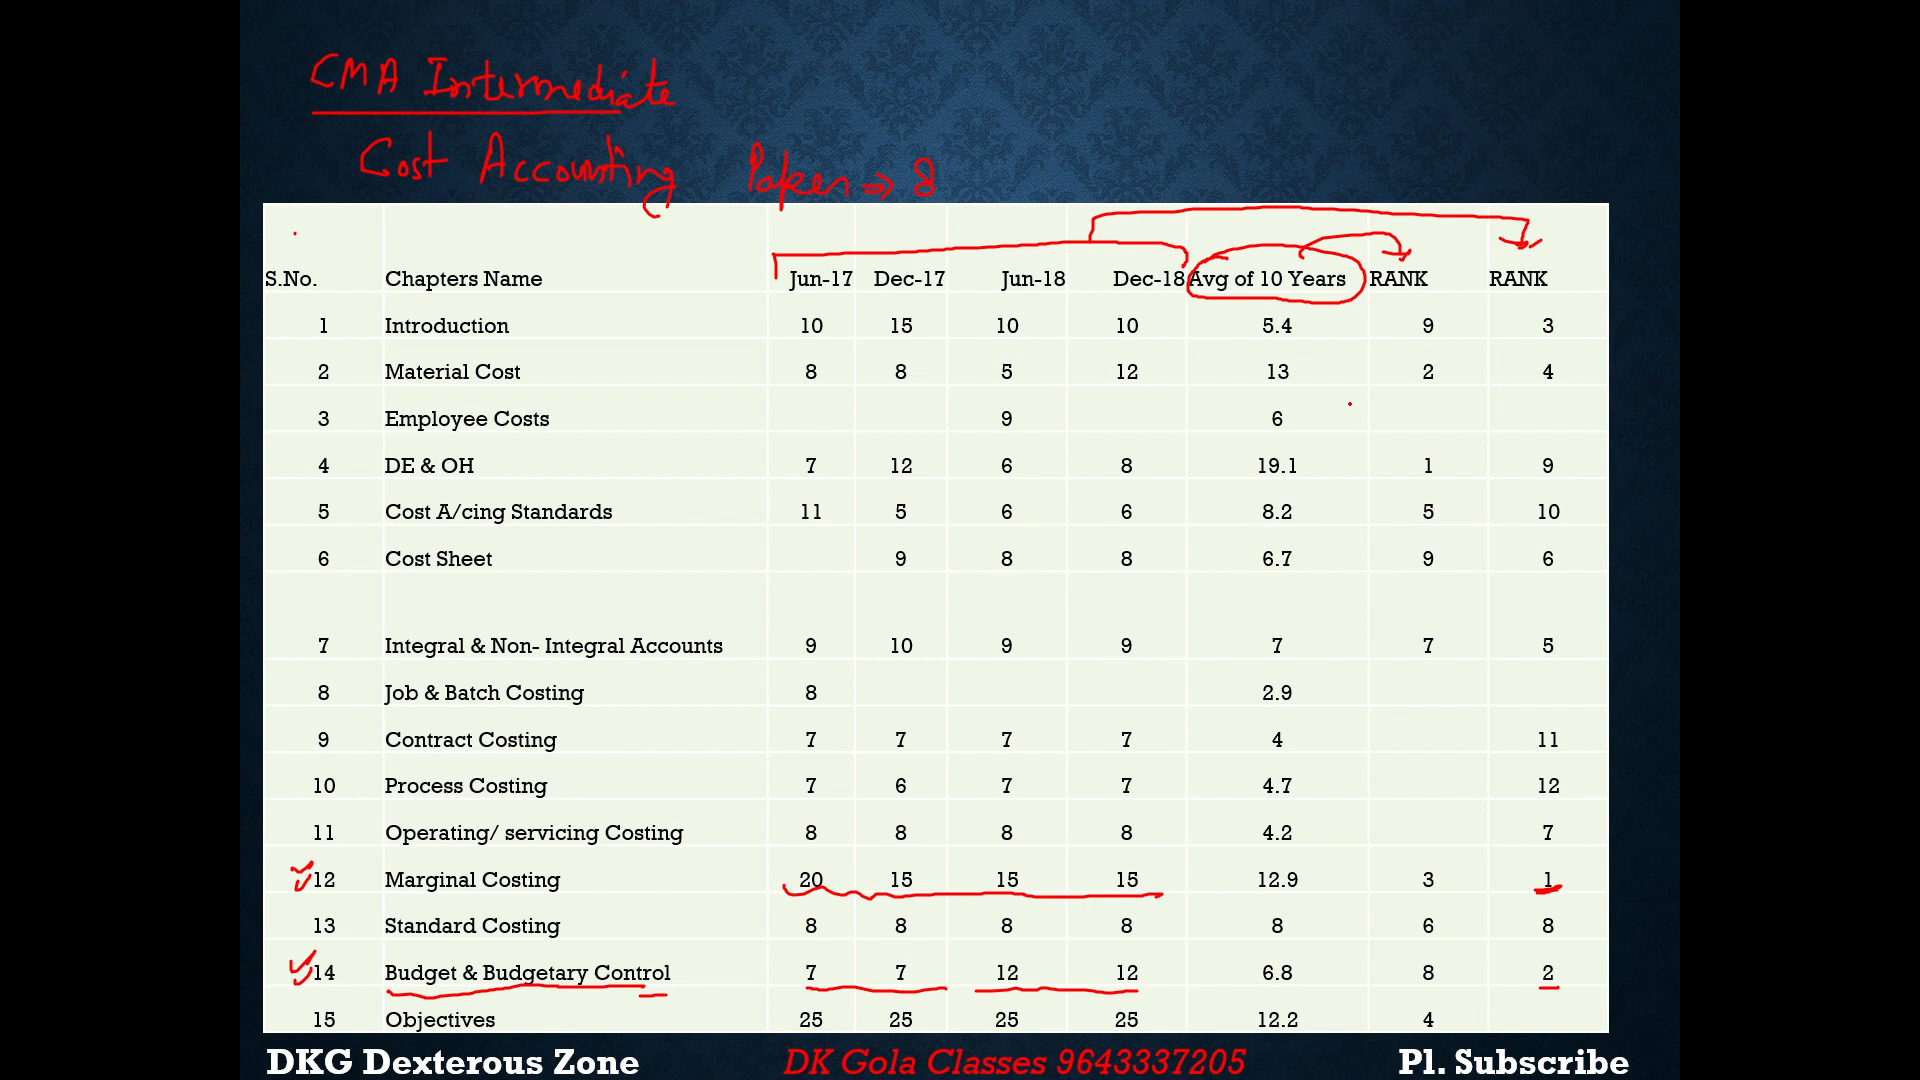 CMA Intermediate
Cost Accounting Paper ⇒ 8
S.No. Chapters Name Jun-17 Dec-17 Jun-18 Dec-18 Avg of 10 Years RANK RANK
1 Introduction 10 15 10 10 5.4 9 3
2 Material Cost 8 8 5 12 13 2 4
3 Employee Costs 9 6
4 DE & OH 7 12 6 8 19.1 1 9
5 Cost A/cing Standards 11 5 6 6 8.2 5 10
6 Cost Sheet 9 8 8 6.7 9 6
7 Integral & Non- Integral Accounts 9 10 9 9 7 7 5
8 Job & Batch Costing 8 2.9
9 Contract Costing 7 7 7 7 4 11
10 Process Costing 7 6 7 7 4.7 12
11 Operating/ servicing Costing 8 8 8 8 4.2 7
12 Marginal Costing 20 15 15 15 12.9 3 1
13 Standard Costing 8 8 8 8 8 6 8
14 Budget & Budgetary Control 7 7 12 12 6.8 8 2
15 Objectives 25 25 25 25 12.2 4
DKG Dexterous Zone DK Gola Classes 9643337205 Pl. Subscribe